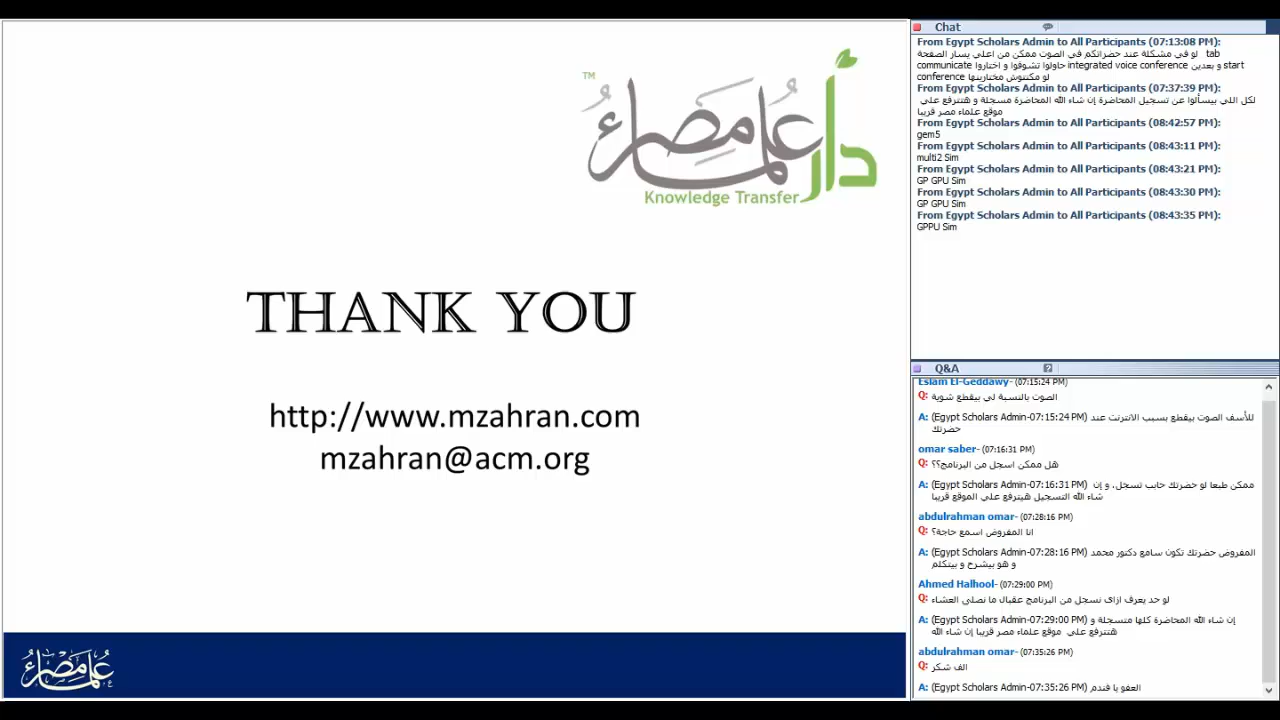 ™
دار علماء مصر
Knowledge Transfer
THANK YOU
http://www.mzahran.com
mzahran@acm.org
علماء مصر
Chat
From Egypt Scholars Admin to All Participants (07:13:08 PM):
لو في مشكلة عند حضراتكم في الصوت ممكن من اعلي يسار الصفحة tab
communicate حاولوا تشوفوا و اختاروا integrated voice conference و بعدين start
conference لو مكنتوش مختارينها
From Egypt Scholars Admin to All Participants (07:37:39 PM):
لكل اللي بيسألوا عن تسجيل المحاضرة إن شاء الله المحاضرة مسجلة و هتترفع علي
موقع علماء مصر قريبا
From Egypt Scholars Admin to All Participants (08:42:57 PM):
gem5
From Egypt Scholars Admin to All Participants (08:43:11 PM):
multi2 Sim
From Egypt Scholars Admin to All Participants (08:43:21 PM):
GP GPU Sim
From Egypt Scholars Admin to All Participants (08:43:30 PM):
GP GPU Sim
From Egypt Scholars Admin to All Participants (08:43:35 PM):
GPPU Sim
Q&A
Eslam El-Geddawy- (07:15:24 PM)
Q: الصوت بالنسبة لي بيقطع شوية
A: (Egypt Scholars Admin-07:15:24 PM) للأسف الصوت بيقطع بسبب الانترنت عند
حضرتك
omar saber- (07:16:31 PM)
Q: هل ممكن اسجل من البرنامج؟؟
A: (Egypt Scholars Admin-07:16:31 PM) ممكن طبعا لو حضرتك حابب تسجل، و إن
شاء الله التسجيل هيترفع علي الموقع قريبا
abdulrahman omar- (07:28:16 PM)
Q: انا المفروض اسمع حاجة؟
A: (Egypt Scholars Admin-07:28:16 PM) المفروض حضرتك تكون سامع دكتور محمد
و هو بيشرح و بيتكلم
Ahmed Halhool- (07:29:00 PM)
Q: لو حد يعرف ازاى نسجل من البرنامج عقبال ما نصلى العشاء
A: (Egypt Scholars Admin-07:29:00 PM) إن شاء الله المحاضرة كلها متسجلة و
هتترفع علي موقع علماء مصر قريبا إن شاء الله
abdulrahman omar- (07:35:26 PM)
Q: الف شكر
A: (Egypt Scholars Admin-07:35:26 PM) العفو يا فندم